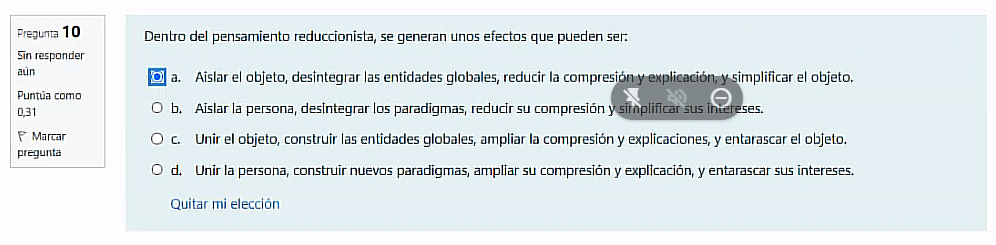 Pregunta 10
Sin responder
aún
Puntúa como
0,31
Marcar
pregunta
Dentro del pensamiento reduccionista, se generan unos efectos que pueden ser:
a. Aislar el objeto, desintegrar las entidades globales, reducir la compresión y explicación, y simplificar el objeto.
b. Aislar la persona, desintegrar los paradigmas, reducir su compresión y simplificar sus intereses.
c. Unir el objeto, construir las entidades globales, ampliar la compresión y explicaciones, y entarascar el objeto.
d. Unir la persona, construir nuevos paradigmas, ampliar su compresión y explicación, y entarascar sus intereses.
Quitar mi elección